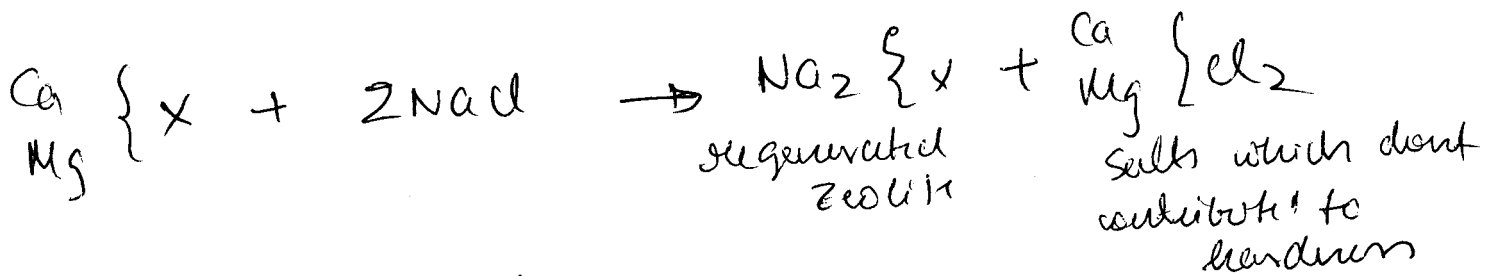 Ca Mg } x + 2NaCl → Na2 { x + Ca Mg } Cl2
regenerated zeolite
salts which dont
contribute to
hardness